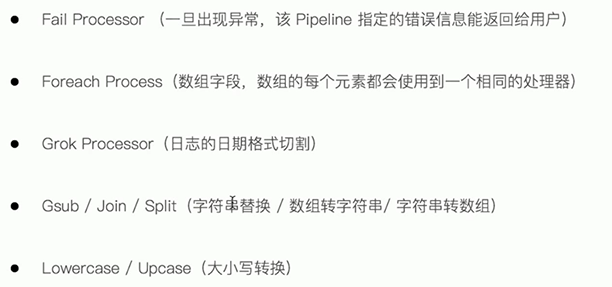 ● Fail Processor （一旦出现异常，该 Pipeline 指定的错误信息能返回给用户）
● Foreach Process（数组字段，数组的每个元素都会使用到一个相同的处理器）
● Grok Processor（日志的日期格式切割）
● Gsub / Join / Split（字符串替换 / 数组转字符串/ 字符串转数组）
● Lowercase / Upcase（大小写转换）